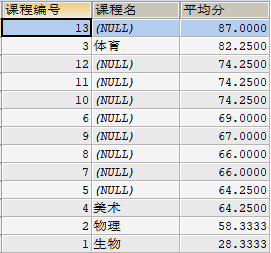 课程编号 课程名 平均分
13 (NULL) 87.0000
3 体育 82.2500
12 (NULL) 74.2500
11 (NULL) 74.2500
10 (NULL) 74.2500
6 (NULL) 69.0000
9 (NULL) 67.0000
8 (NULL) 66.0000
7 (NULL) 66.0000
5 (NULL) 64.2500
4 美术 64.2500
2 物理 58.3333
1 生物 28.3333